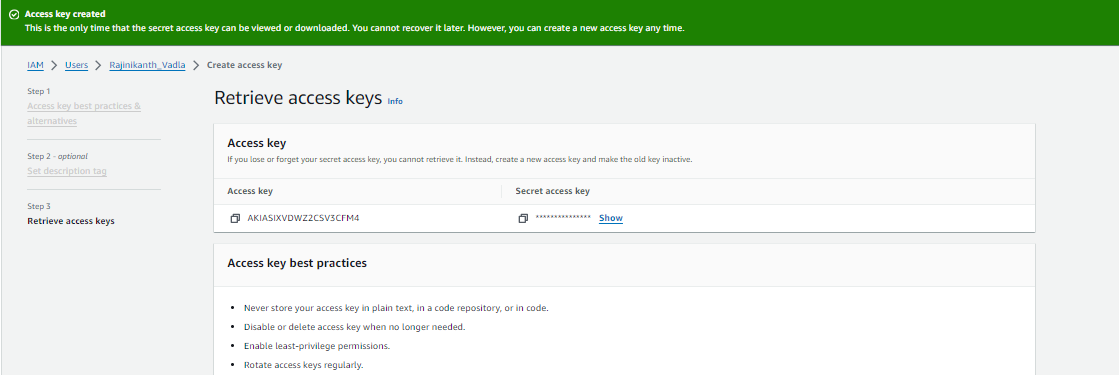 Access key created
This is the only time that the secret access key can be viewed or downloaded. You cannot recover it later. However, you can create a new access key any time.
IAM > Users > Rajinikanth_Vadla > Create access key
Step 1
Access key best practices &
alternatives
Step 2 - optional
Set description tag
Step 3
Retrieve access keys
Retrieve access keys Info
Access key
If you lose or forget your secret access key, you cannot retrieve it. Instead, create a new access key and make the old key inactive.
Access key Secret access key
AKIASIXVDWZ2CSV3CFM4 *************** Show
Access key best practices
• Never store your access key in plain text, in a code repository, or in code.
• Disable or delete access key when no longer needed.
• Enable least-privilege permissions.
• Rotate access keys regularly.